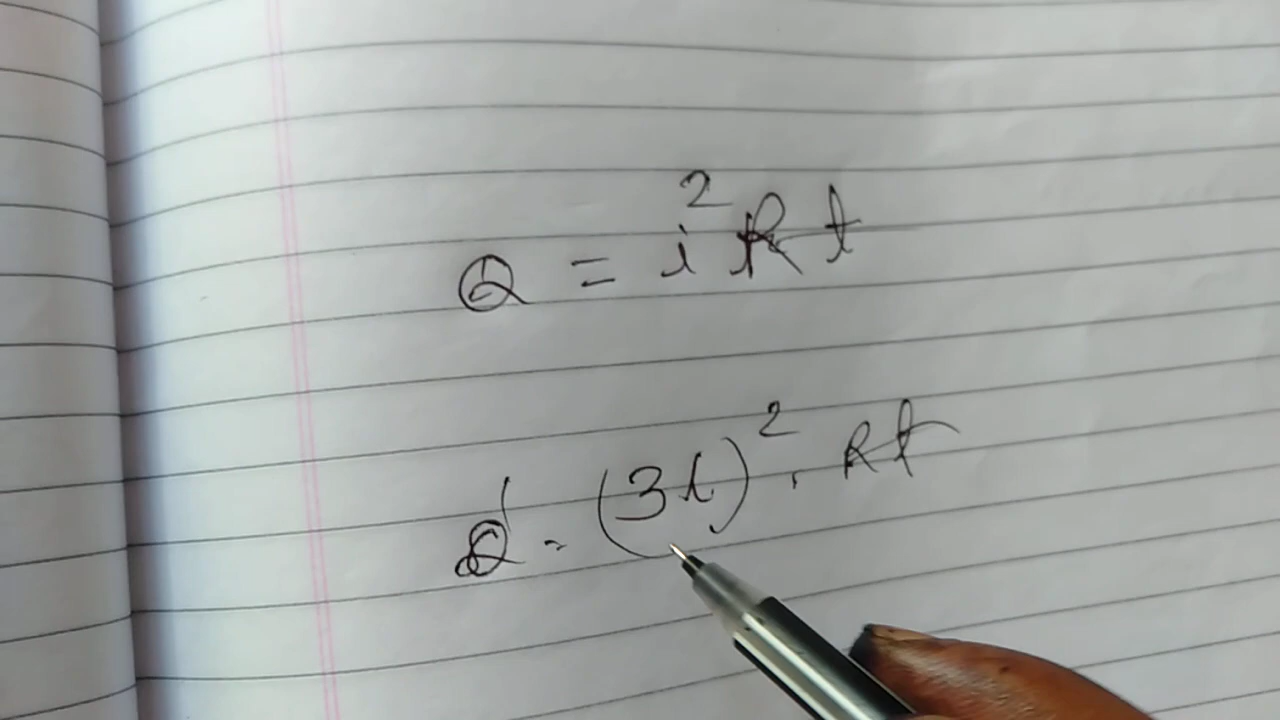 Q = i²Rt
Q' = (3i)². Rt